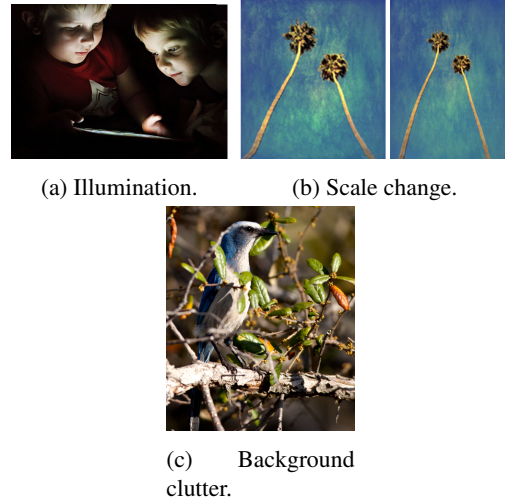 (a) Illumination.
(b) Scale change.
(c) Background
clutter.